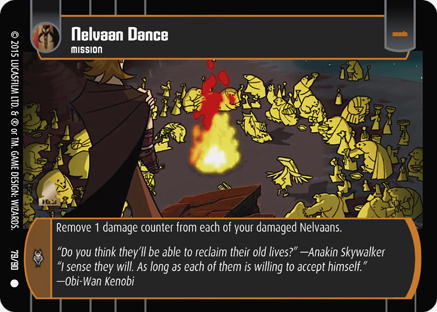 Nelvaan Dance
MISSION
1
Remove 1 damage counter from each of your damaged Nelvaans.
“Do you think they’ll be able to reclaim their old lives?” —Anakin Skywalker
“I sense they will. As long as each of them is willing to accept himself.”
—Obi-Wan Kenobi
© 2015 LUCASFILM LTD. & ® or TM. GAME DESIGN: WIZARDS.
79/90